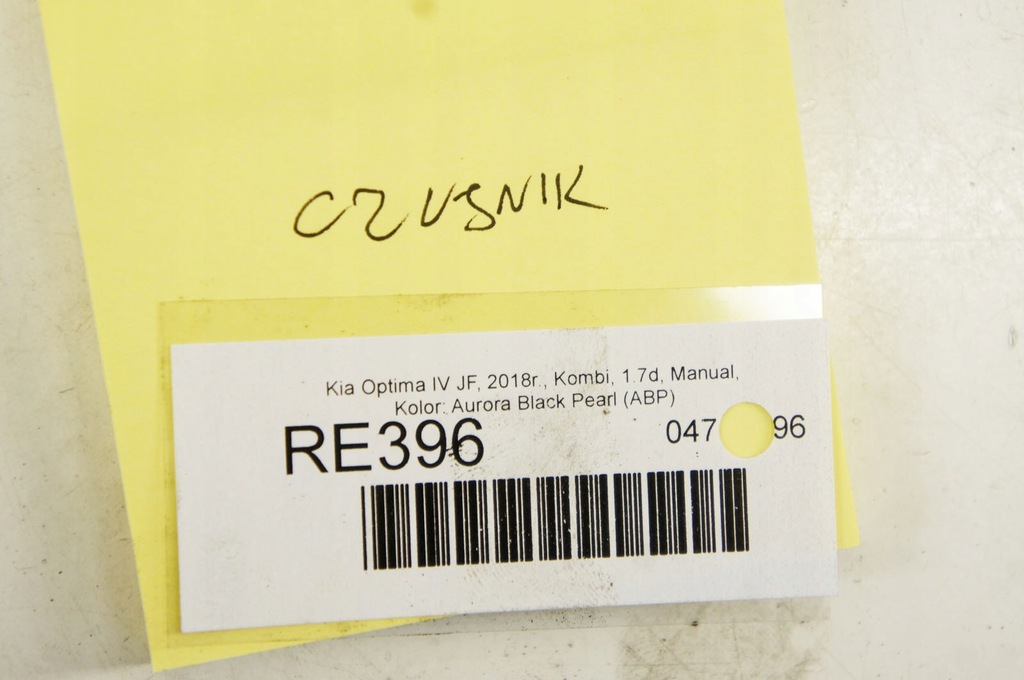 CZUJNIK
Kia Optima IV JF, 2018r., Kombi, 1.7d, Manual,
Kolor: Aurora Black Pearl (ABP)
RE396
047 96